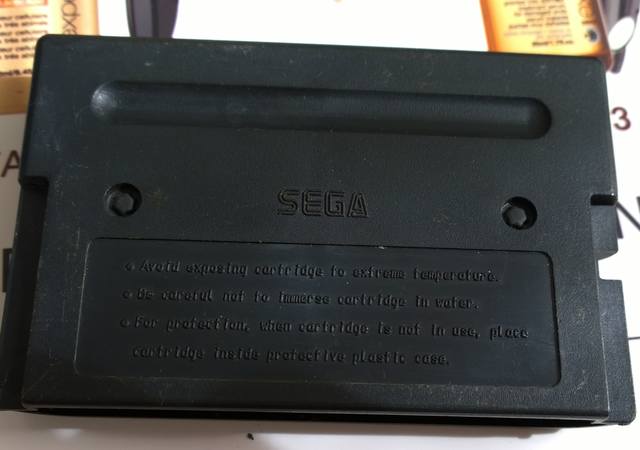 SEGA
• Avoid exposing cartridge to extreme temperature.
• Be careful not to immerse cartridge in water.
• For protection, when cartridge is not in use, place
cartridge inside protective plastic case.
3